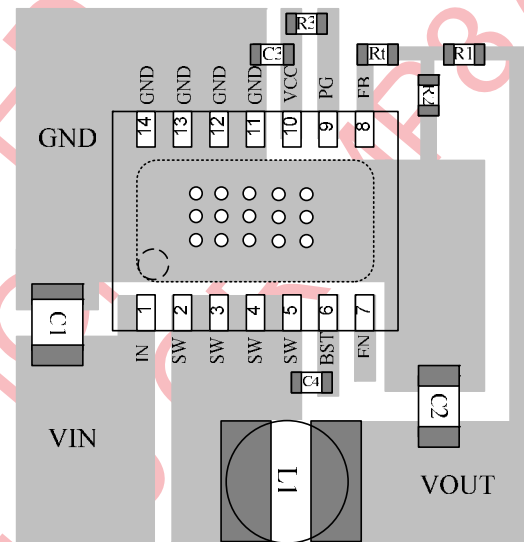 R3
C3
Rt
R1
R2
GND
GND
GND
GND
VCC
PG
FB
14
13
12
11
10
9
8
GND
1
2
3
4
5
6
7
IN
SW
SW
SW
SW
BST
EN
C1
C4
C2
L1
VIN
VOUT